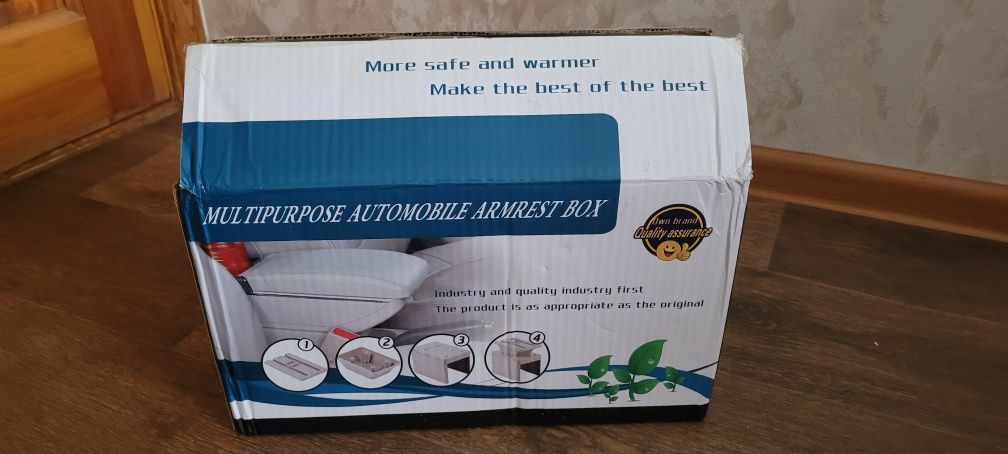 More safe and warmer
Make the best of the best
MULTIPURPOSE AUTOMOBILE ARMREST BOX
Own brand
Quality assurance
Industry and quality industry first
The product is as appropriate as the original
1 2 3 4